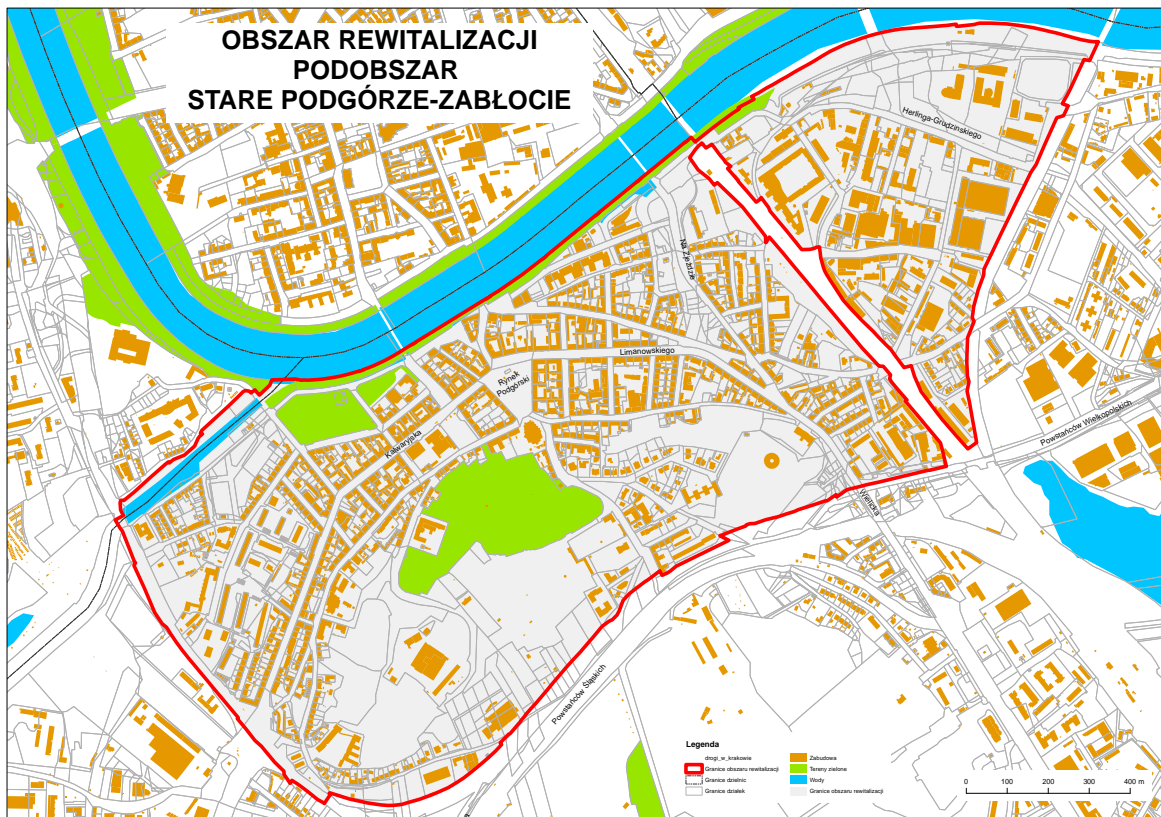 OBSZAR REWITALIZACJI
PODOBSZAR
STARE PODGÓRZE-ZABŁOCIE
Herlinga-Grudzinskiego
Na Zjeździe
Limanowskiego
Rynek
Podgórski
Kalwaryjska
Powstańców Wielkopolskich
Wielicka
Powstańców Śląskich
Legenda
drogi_w_krakowie
Granice obszaru rewitalizacji
Granice dzielnic
Granice działek
Zabudowa
Tereny zielone
Wody
Granice obszaru rewitalizacji
0 100 200 300 400 m